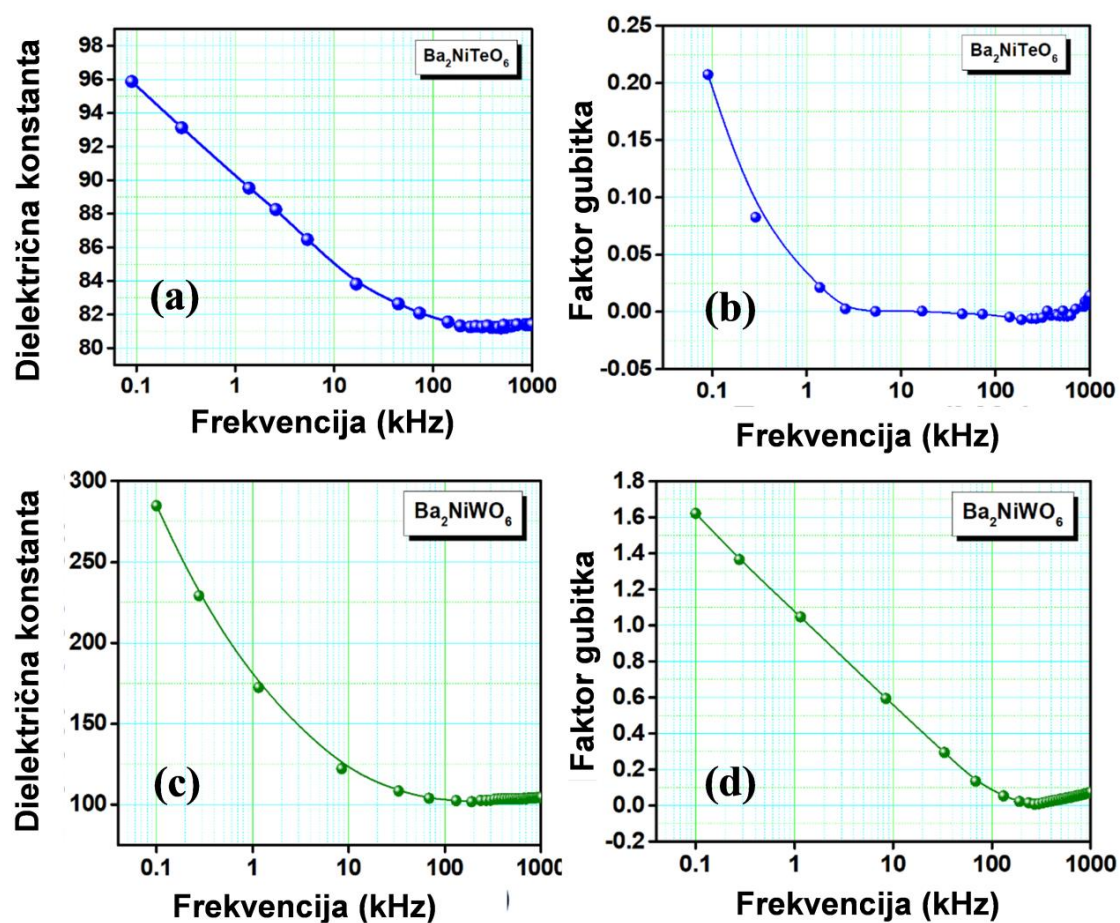 Dielektrična konstanta
98
96
94
92
90
88
86
84
82
80
Ba₂NiTeO₆
(a)
0.1 1 10 100 1000
Frekvencija (kHz)
Faktor gubitka
0.25
0.20
0.15
0.10
0.05
0.00
-0.05
Ba₂NiTeO₆
(b)
0.1 1 10 100 1000
Frekvencija (kHz)
Dielektrična konstanta
300
250
200
150
100
Ba₂NiWO₆
(c)
0.1 1 10 100 1000
Frekvencija (kHz)
)
Faktor gubitka
1.8
1.6
1.4
1.2
1.0
0.8
0.6
0.4
0.2
0.0
-0.2
Ba₂NiWO₆
(d)
0.1 1 10 100 1000
Frekvencija (kHz)